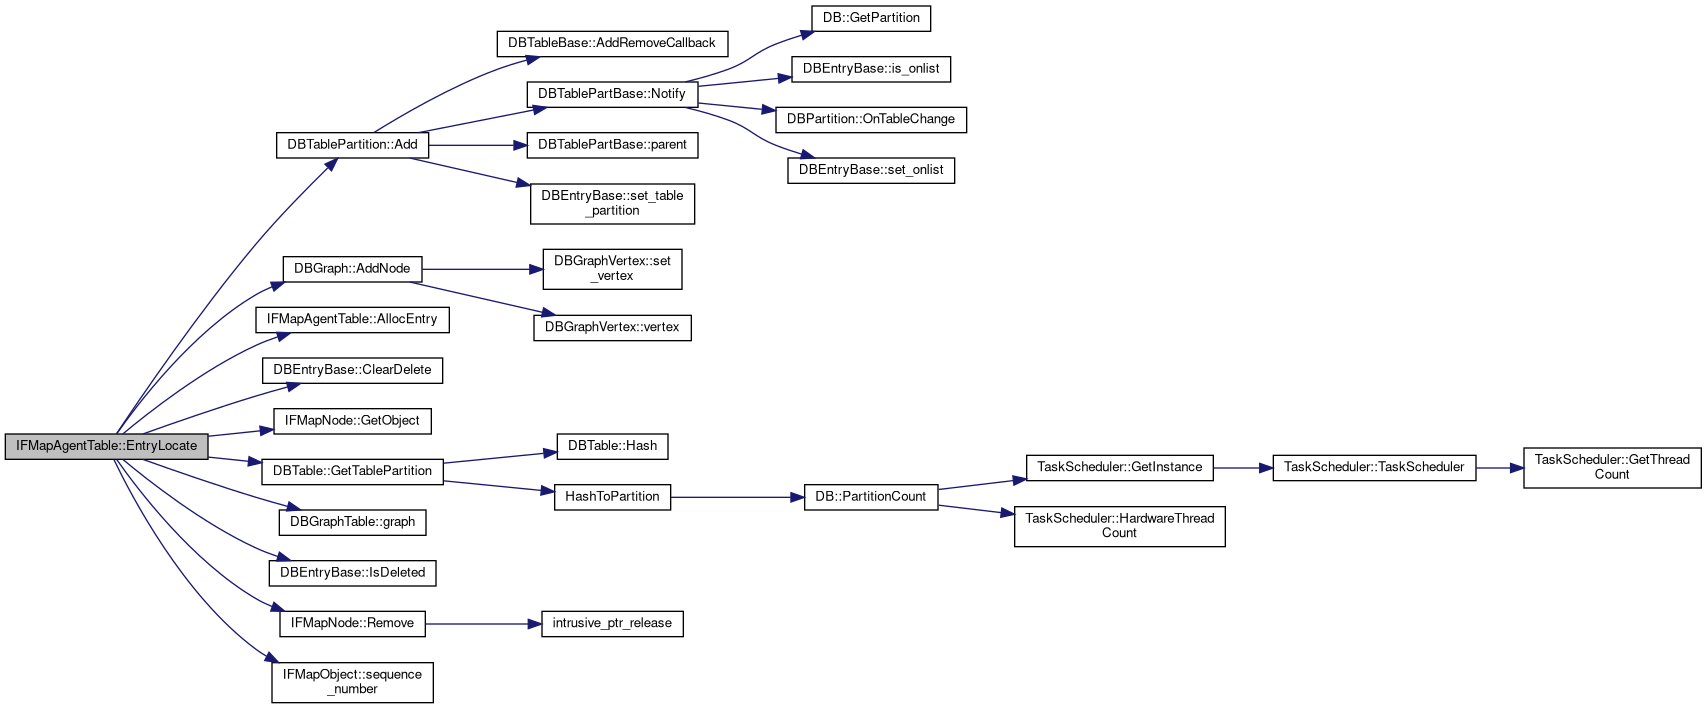 DB::GetPartition
DBTableBase::AddRemoveCallback
DBEntryBase::is_onlist
DBTablePartBase::Notify
DBPartition::OnTableChange
DBTablePartition::Add
DBTablePartBase::parent
DBEntryBase::set_onlist
DBEntryBase::set_table
_partition
DBGraph::AddNode
DBGraphVertex::set
_vertex
IFMapAgentTable::AllocEntry
DBGraphVertex::vertex
DBEntryBase::ClearDelete
IFMapNode::GetObject
IFMapAgentTable::EntryLocate
DBTable::Hash
DBTable::GetTablePartition
TaskScheduler::GetInstance
TaskScheduler::TaskScheduler
TaskScheduler::GetThread
Count
HashToPartition
DB::PartitionCount
DBGraphTable::graph
TaskScheduler::HardwareThread
Count
DBEntryBase::IsDeleted
IFMapNode::Remove
intrusive_ptr_release
IFMapObject::sequence
_number